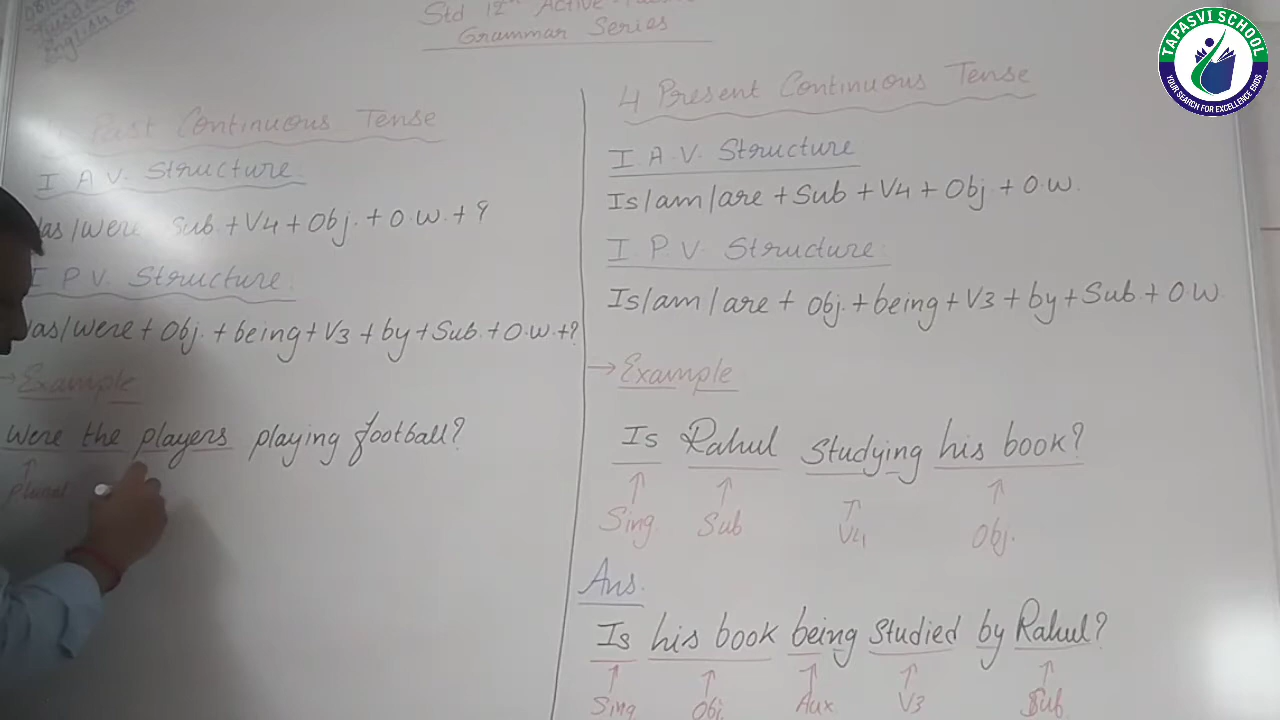 Std 12th Active
Grammar Series
Past Continuous Tense
I A.V. Structure
Was/Were Sub + V4 + Obj. + O.W. + ?
I P.V. Structure
Was/Were + Obj. + being + V3 + by + Sub. + O.W. + ?
→ Example
Were the players playing football?
plural
4 Present Continuous Tense
I. A.V. Structure
Is/am/are + Sub + V4 + Obj + O.W.
I P.V. Structure
Is/am/are + Obj. + being + V3 + by + Sub + O.W.
→ Example
Is Rahul Studying his book?
Sing. Sub V4 Obj.
Ans.
Is his book being Studied by Rahul?
Sing Obj. Aux V3 Sub.
TAPASVI SCHOOL
YOUR SEARCH FOR EXCELLENCE ENDS